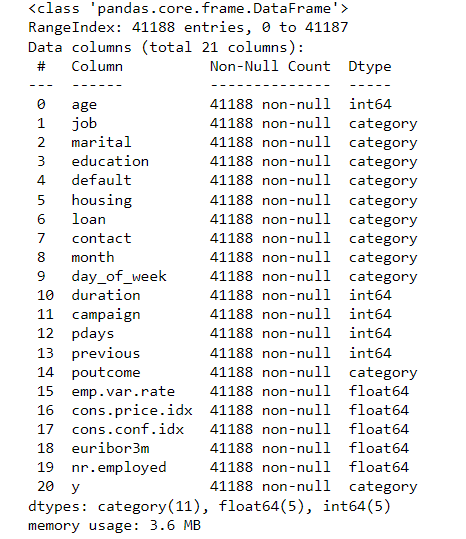 <class 'pandas.core.frame.DataFrame'>
RangeIndex: 41188 entries, 0 to 41187
Data columns (total 21 columns):
 #   Column          Non-Null Count  Dtype
---  ------          --------------  -----
 0   age             41188 non-null  int64
 1   job             41188 non-null  category
 2   marital         41188 non-null  category
 3   education       41188 non-null  category
 4   default         41188 non-null  category
 5   housing         41188 non-null  category
 6   loan            41188 non-null  category
 7   contact         41188 non-null  category
 8   month           41188 non-null  category
 9   day_of_week     41188 non-null  category
 10  duration        41188 non-null  int64
 11  campaign        41188 non-null  int64
 12  pdays           41188 non-null  int64
 13  previous        41188 non-null  int64
 14  poutcome        41188 non-null  category
 15  emp.var.rate    41188 non-null  float64
 16  cons.price.idx  41188 non-null  float64
 17  cons.conf.idx   41188 non-null  float64
 18  euribor3m       41188 non-null  float64
 19  nr.employed     41188 non-null  float64
 20  y               41188 non-null  category
dtypes: category(11), float64(5), int64(5)
memory usage: 3.6 MB